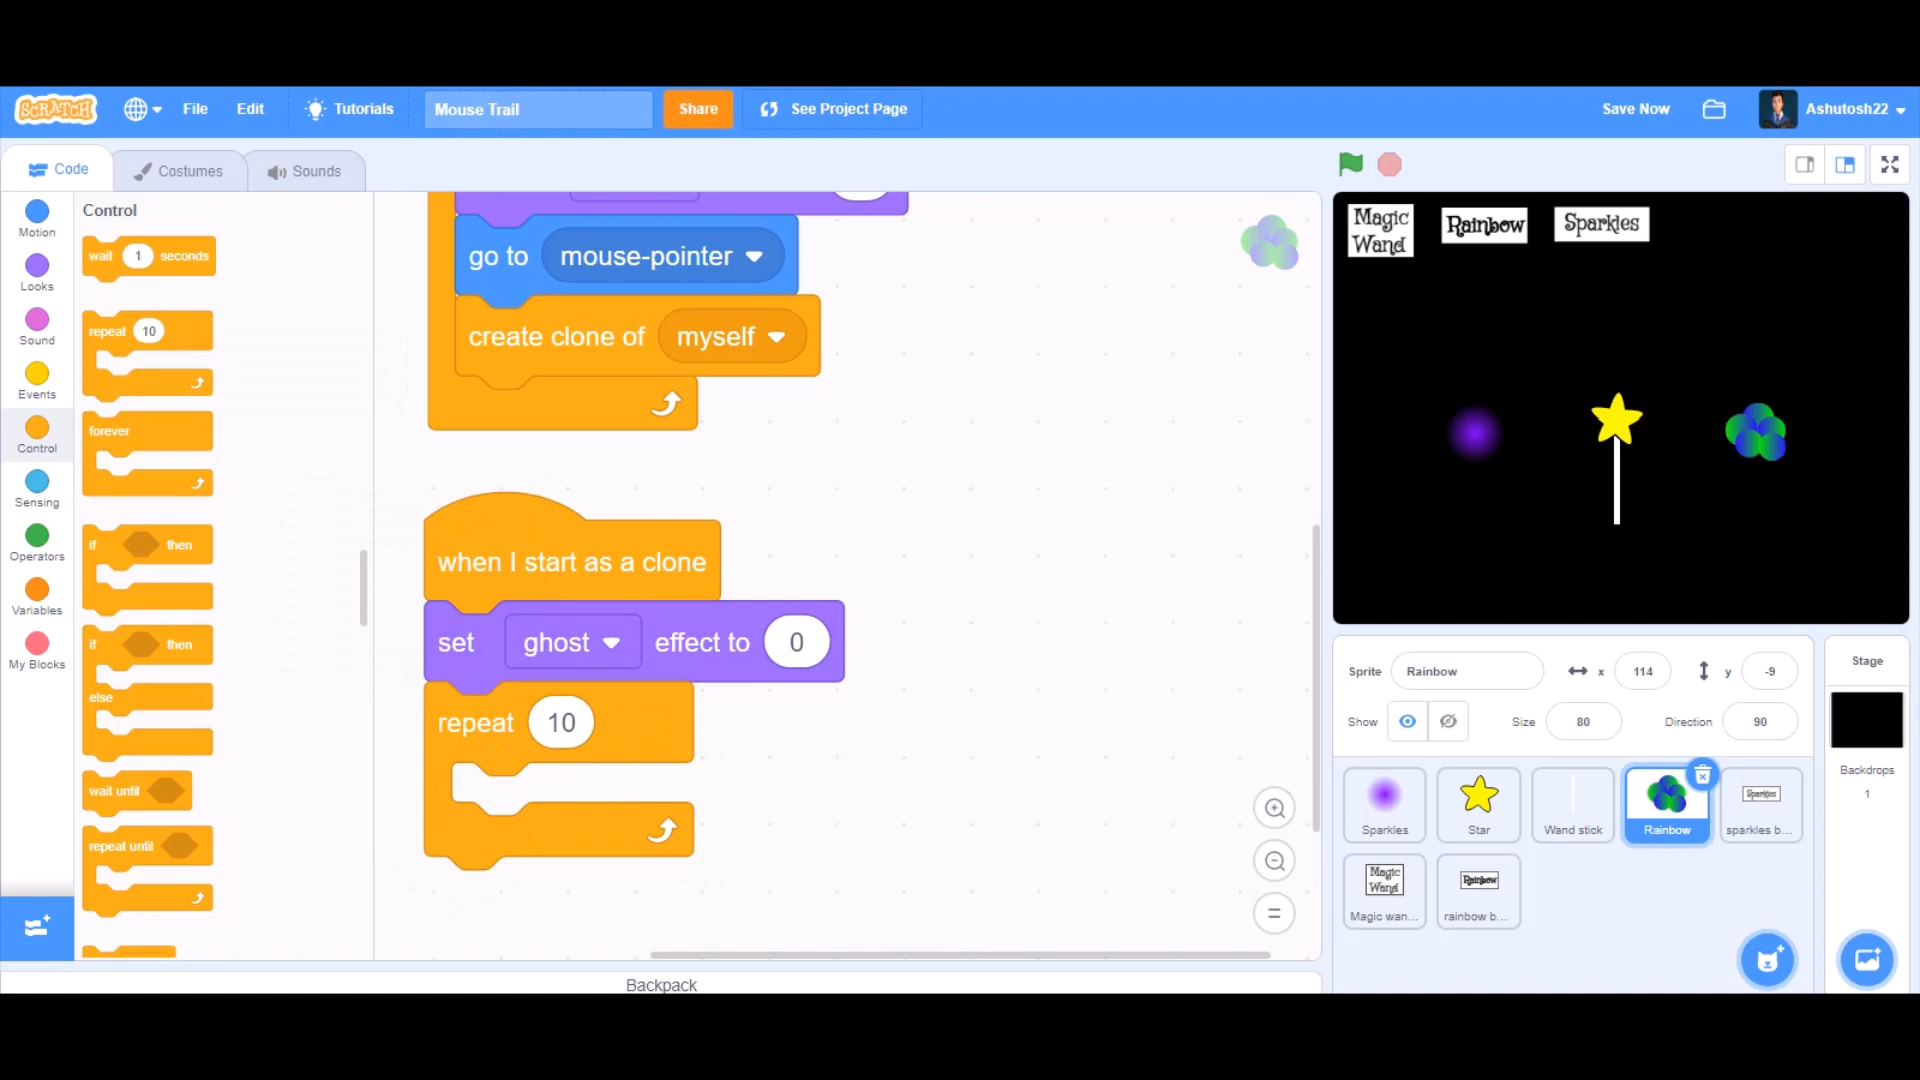 SCRATCH File Edit Tutorials Mouse Trail Share See Project Page Save Now Ashutosh22
Code Costumes Sounds
Motion
Looks
Sound
Events
Control
Sensing
Operators
Variables
My Blocks
Control
wait 1 seconds
repeat 10
forever
if then
if then
else
wait until
repeat until
go to mouse-pointer
create clone of myself
when I start as a clone
set ghost effect to 0
repeat 10
Backpack
Magic
Wand
Rainbow
Sparkles
Sprite Rainbow x 114 y -9
Show Size 80 Direction 90
Sparkles
Sparkles
Star
Wand stick
Rainbow
sparkles b...
Magic
Wand
Magic wan...
Rainbow
rainbow b...
Stage
Backdrops
1